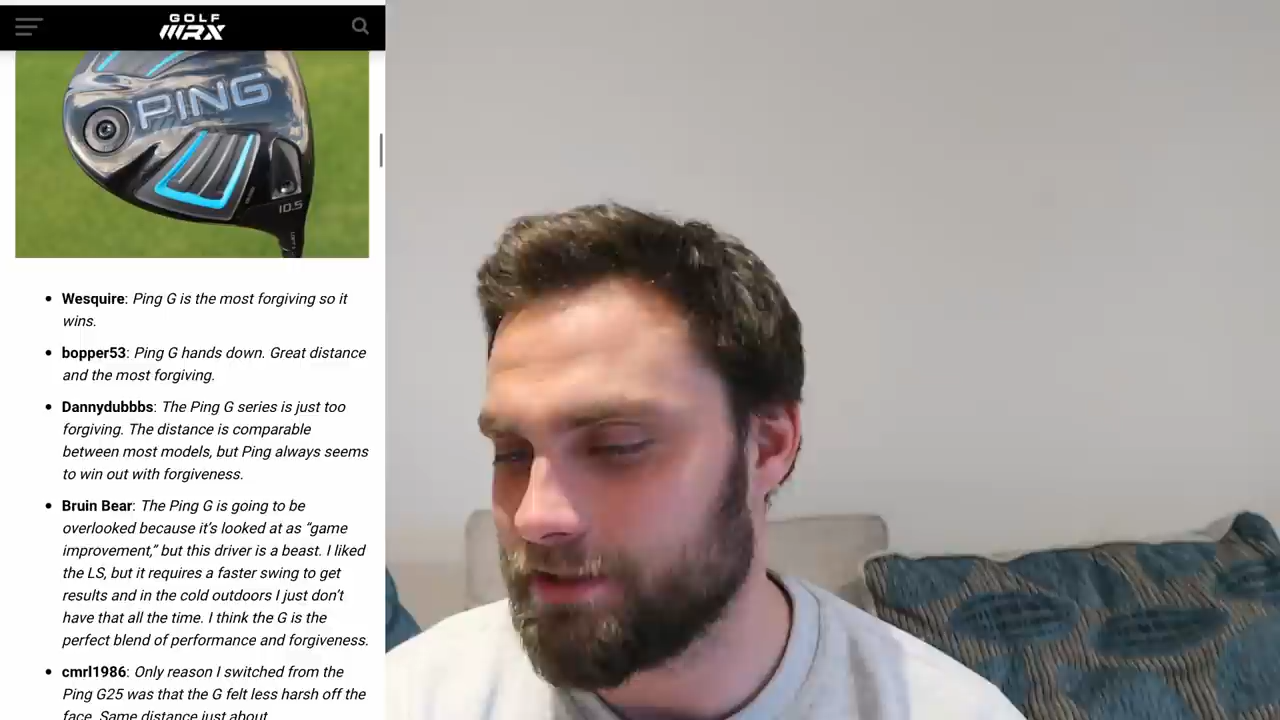 GOLF
WRX
PING
10.5
• Wesquire: Ping G is the most forgiving so it
wins.
• bopper53: Ping G hands down. Great distance
and the most forgiving.
• Dannydubbbs: The Ping G series is just too
forgiving. The distance is comparable
between most models, but Ping always seems
to win out with forgiveness.
• Bruin Bear: The Ping G is going to be
overlooked because it’s looked at as “game
improvement,” but this driver is a beast. I liked
the LS, but it requires a faster swing to get
results and in the cold outdoors I just don’t
have that all the time. I think the G is the
perfect blend of performance and forgiveness.
• cmrl1986: Only reason I switched from the
Ping G25 was that the G felt less harsh off the
face. Same distance just about